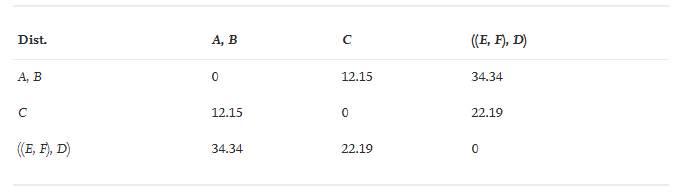 Dist. A, B C ((E, F), D)
A, B 0 12.15 34.34
C 12.15 0 22.19
((E, F), D) 34.34 22.19 0